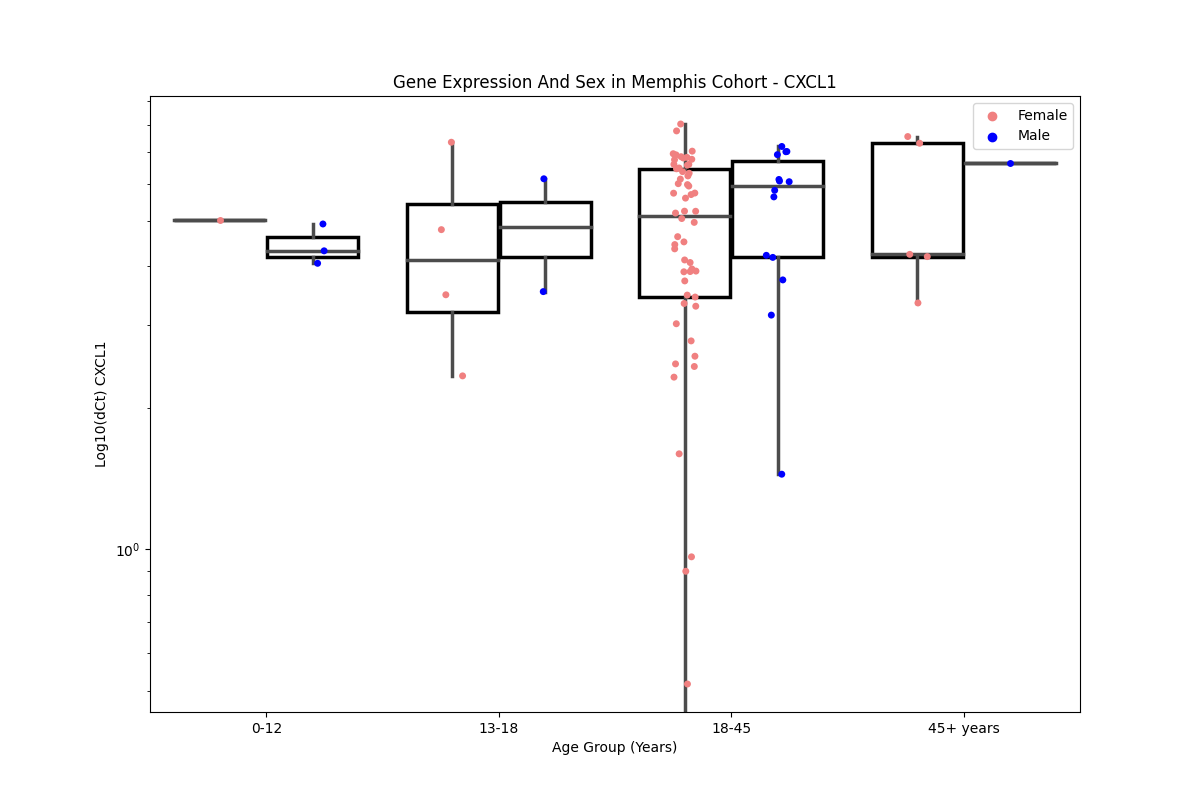 Gene Expression And Sex in Memphis Cohort - CXCL1
Female
Male
Log10(dCt) CXCL1
10^0
0-12
13-18
18-45
45+ years
Age Group (Years)